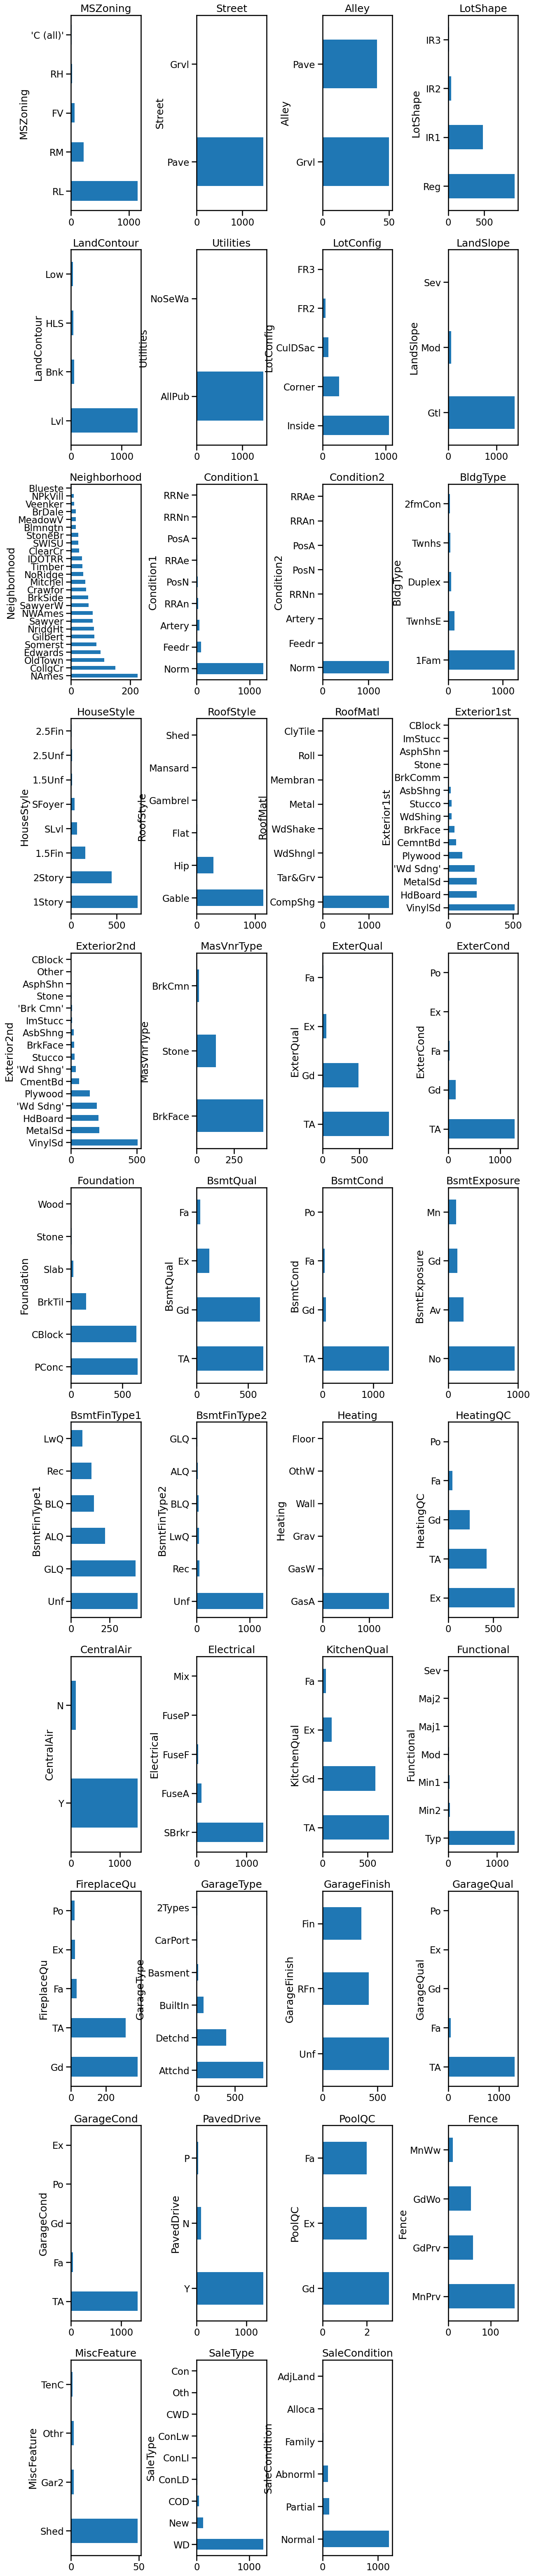 MSZoning
'C (all)'
RH
FV
RM
RL
MSZoning
0
1000
Street
Grvl
Pave
Street
0
1000
Alley
Pave
Grvl
Alley
0
50
LotShape
IR3
IR2
IR1
Reg
LotShape
0
500
LandContour
Low
HLS
Bnk
Lvl
LandContour
0
1000
Utilities
NoSeWa
AllPub
Utilities
0
1000
LotConfig
FR3
FR2
CulDSac
Corner
Inside
LotConfig
0
1000
LandSlope
Sev
Mod
Gtl
LandSlope
0
1000
Neighborhood
Blueste
NPkVill
Veenker
BrDale
MeadowV
Blmngtn
StoneBr
SWISU
ClearCr
IDOTRR
Timber
NoRidge
Mitchel
Crawfor
BrkSide
SawyerW
NWAmes
Sawyer
NridgHt
Gilbert
Somerst
Edwards
OldTown
CollgCr
NAmes
Neighborhood
0
200
Condition1
RRNe
RRNn
PosA
RRAe
PosN
RRAn
Artery
Feedr
Norm
Condition1
0
1000
Condition2
RRAe
RRAn
PosA
PosN
RRNn
Artery
Feedr
Norm
Condition2
0
1000
BldgType
2fmCon
Twnhs
Duplex
TwnhsE
1Fam
BldgType
0
1000
HouseStyle
2.5Fin
2.5Unf
1.5Unf
SFoyer
SLvl
1.5Fin
2Story
1Story
HouseStyle
0
500
RoofStyle
Shed
Mansard
Gambrel
Flat
Hip
Gable
RoofStyle
0
1000
RoofMatl
ClyTile
Roll
Membran
Metal
WdShake
WdShngl
Tar&Grv
CompShg
RoofMatl
0
1000
Exterior1st
CBlock
ImStucc
AsphShn
Stone
BrkComm
AsbShng
Stucco
WdShing
BrkFace
CemntBd
Plywood
'Wd Sdng'
MetalSd
HdBoard
VinylSd
Exterior1st
0
500
Exterior2nd
CBlock
Other
AsphShn
Stone
'Brk Cmn'
ImStucc
AsbShng
BrkFace
Stucco
'Wd Shng'
CmentBd
Plywood
'Wd Sdng'
HdBoard
MetalSd
VinylSd
Exterior2nd
0
500
MasVnrType
BrkCmn
Stone
BrkFace
MasVnrType
0
250
ExterQual
Fa
Ex
Gd
TA
ExterQual
0
500
ExterCond
Po
Ex
Fa
Gd
TA
ExterCond
0
1000
Foundation
Wood
Stone
Slab
BrkTil
CBlock
PConc
Foundation
0
500
BsmtQual
Fa
Ex
Gd
TA
BsmtQual
0
500
BsmtCond
Po
Fa
Gd
TA
BsmtCond
0
1000
BsmtExposure
Mn
Gd
Av
No
BsmtExposure
0
1000
BsmtFinType1
LwQ
Rec
BLQ
ALQ
GLQ
Unf
BsmtFinType1
0
250
BsmtFinType2
GLQ
ALQ
BLQ
LwQ
Rec
Unf
BsmtFinType2
0
1000
Heating
Floor
OthW
Wall
Grav
GasW
GasA
Heating
0
1000
HeatingQC
Po
Fa
Gd
TA
Ex
HeatingQC
0
500
CentralAir
N
Y
CentralAir
0
1000
Electrical
Mix
FuseP
FuseF
FuseA
SBrkr
Electrical
0
1000
KitchenQual
Fa
Ex
Gd
TA
KitchenQual
0
500
Functional
Sev
Maj2
Maj1
Mod
Min1
Min2
Typ
Functional
0
1000
FireplaceQu
Po
Ex
Fa
TA
Gd
FireplaceQu
0
200
GarageType
2Types
CarPort
Basment
BuiltIn
Detchd
Attchd
GarageType
0
500
GarageFinish
Fin
RFn
Unf
GarageFinish
0
500
GarageQual
Po
Ex
Gd
Fa
TA
GarageQual
0
1000
GarageCond
Ex
Po
Gd
Fa
TA
GarageCond
0
1000
PavedDrive
P
N
Y
PavedDrive
0
1000
PoolQC
Fa
Ex
Gd
PoolQC
0
2
Fence
MnWw
GdWo
GdPrv
MnPrv
Fence
0
100
MiscFeature
TenC
Othr
Gar2
Shed
MiscFeature
0
50
SaleType
Con
Oth
CWD
ConLw
ConLI
ConLD
COD
New
WD
SaleType
0
1000
SaleCondition
AdjLand
Alloca
Family
Abnorml
Partial
Normal
SaleCondition
0
1000